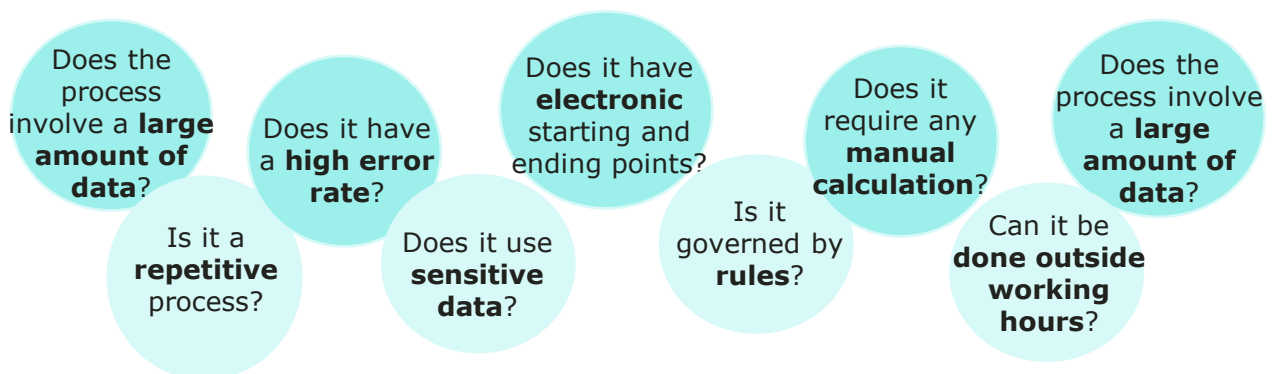 Does the
process
involve a large
amount of
data?
Is it a
repetitive
process?
Does it have
a high error
rate?
Does it use
sensitive
data?
Does it have
electronic
starting and
ending points?
Is it
governed by
rules?
Does it
require any
manual
calculation?
Can it be
done outside
working
hours?
Does the
process involve
a large
amount of
data?